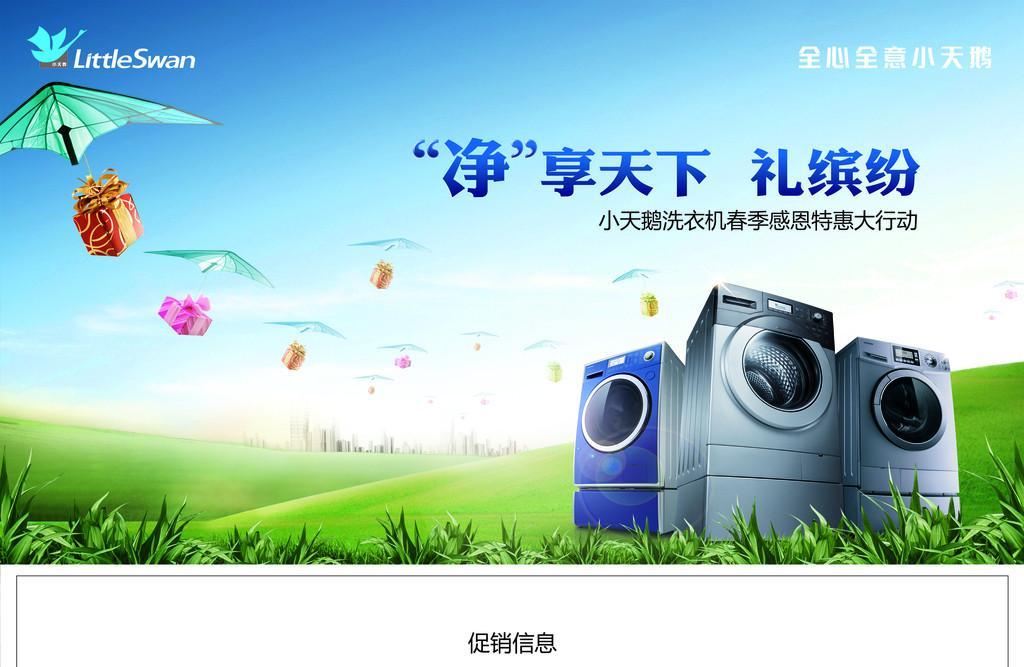 LittleSwan
小天鹅
全心全意小天鹅
“净”享天下 礼缤纷
小天鹅洗衣机春季感恩特惠大行动
促销信息